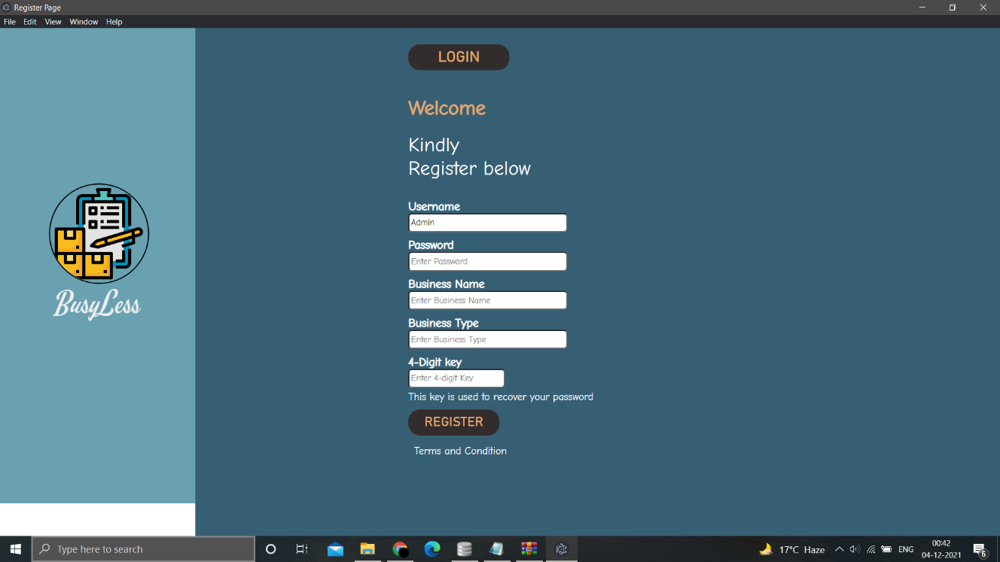 Register Page
File Edit View Window Help
LOGIN
Welcome
Kindly
Register below
Username
Admin
Password
Enter Password
Business Name
Enter Business Name
Business Type
Enter Business Type
4-Digit key
Enter 4-digit Key
This key is used to recover your password
REGISTER
Terms and Condition
BusyLess
Type here to search
17°C Haze
ENG
00:42
04-12-2021
6